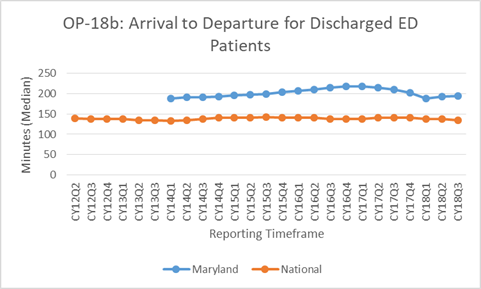 OP-18b: Arrival to Departure for Discharged ED
Patients
Minutes (Median)
250
200
150
100
50
0
CY12Q2
CY12Q3
CY12Q4
CY13Q1
CY13Q2
CY13Q3
CY14Q1
CY14Q2
CY14Q3
CY14Q4
CY15Q1
CY15Q2
CY15Q3
CY15Q4
CY16Q1
CY16Q2
CY16Q3
CY16Q4
CY17Q1
CY17Q2
CY17Q3
CY17Q4
CY18Q1
CY18Q2
CY18Q3
Reporting Timeframe
Maryland National